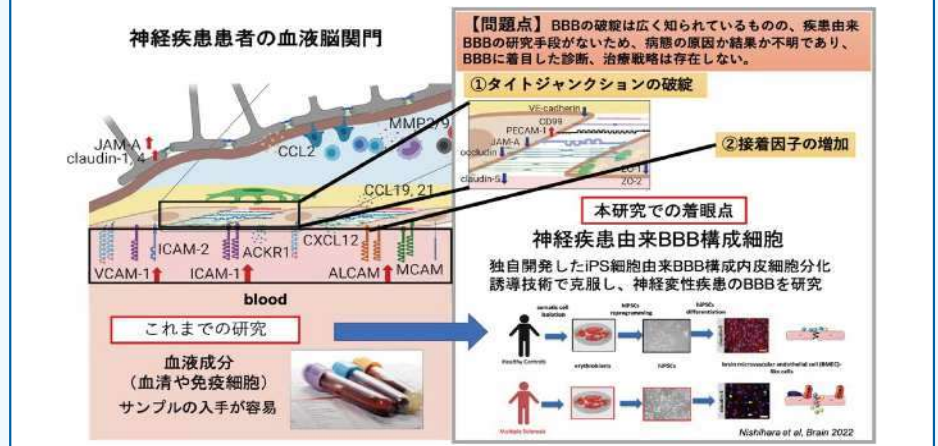 神経疾患患者の血液脳関門
JAM-A
claudin-1, 4
CCL2
MMP2/9
CCL19, 21
ICAM-2
ACKR1
CXCL12
VCAM-1
ICAM-1
ALCAM
MCAM
blood
これまでの研究
血液成分
(血清や免疫細胞)
サンプルの入手が容易
【問題点】BBBの破綻は広く知られているものの、疾患由来
BBBの研究手段がないため、病態の原因か結果か不明であり、
BBBに着目した診断、治療戦略は存在しない。
①タイトジャンクションの破綻
VE-cadherin
CD99
PECAM-1
JAM-A
occludin
claudin-5
ZO-1
ZO-2
②接着因子の増加
本研究での着眼点
神経疾患由来BBB構成細胞
独自開発したiPS細胞由来BBB構成内皮細胞分化
誘導技術で克服し、神経変性疾患のBBBを研究
somatic cell
isolation
hiPSCs
reprogramming
hiPSCs
differentiation
Healthy Controls
erythroblasts
hiPSCs
brain microvascular endothelial cell (BMEC)-
like cells
Multiple Sclerosis
Nishihara et al, Brain 2022